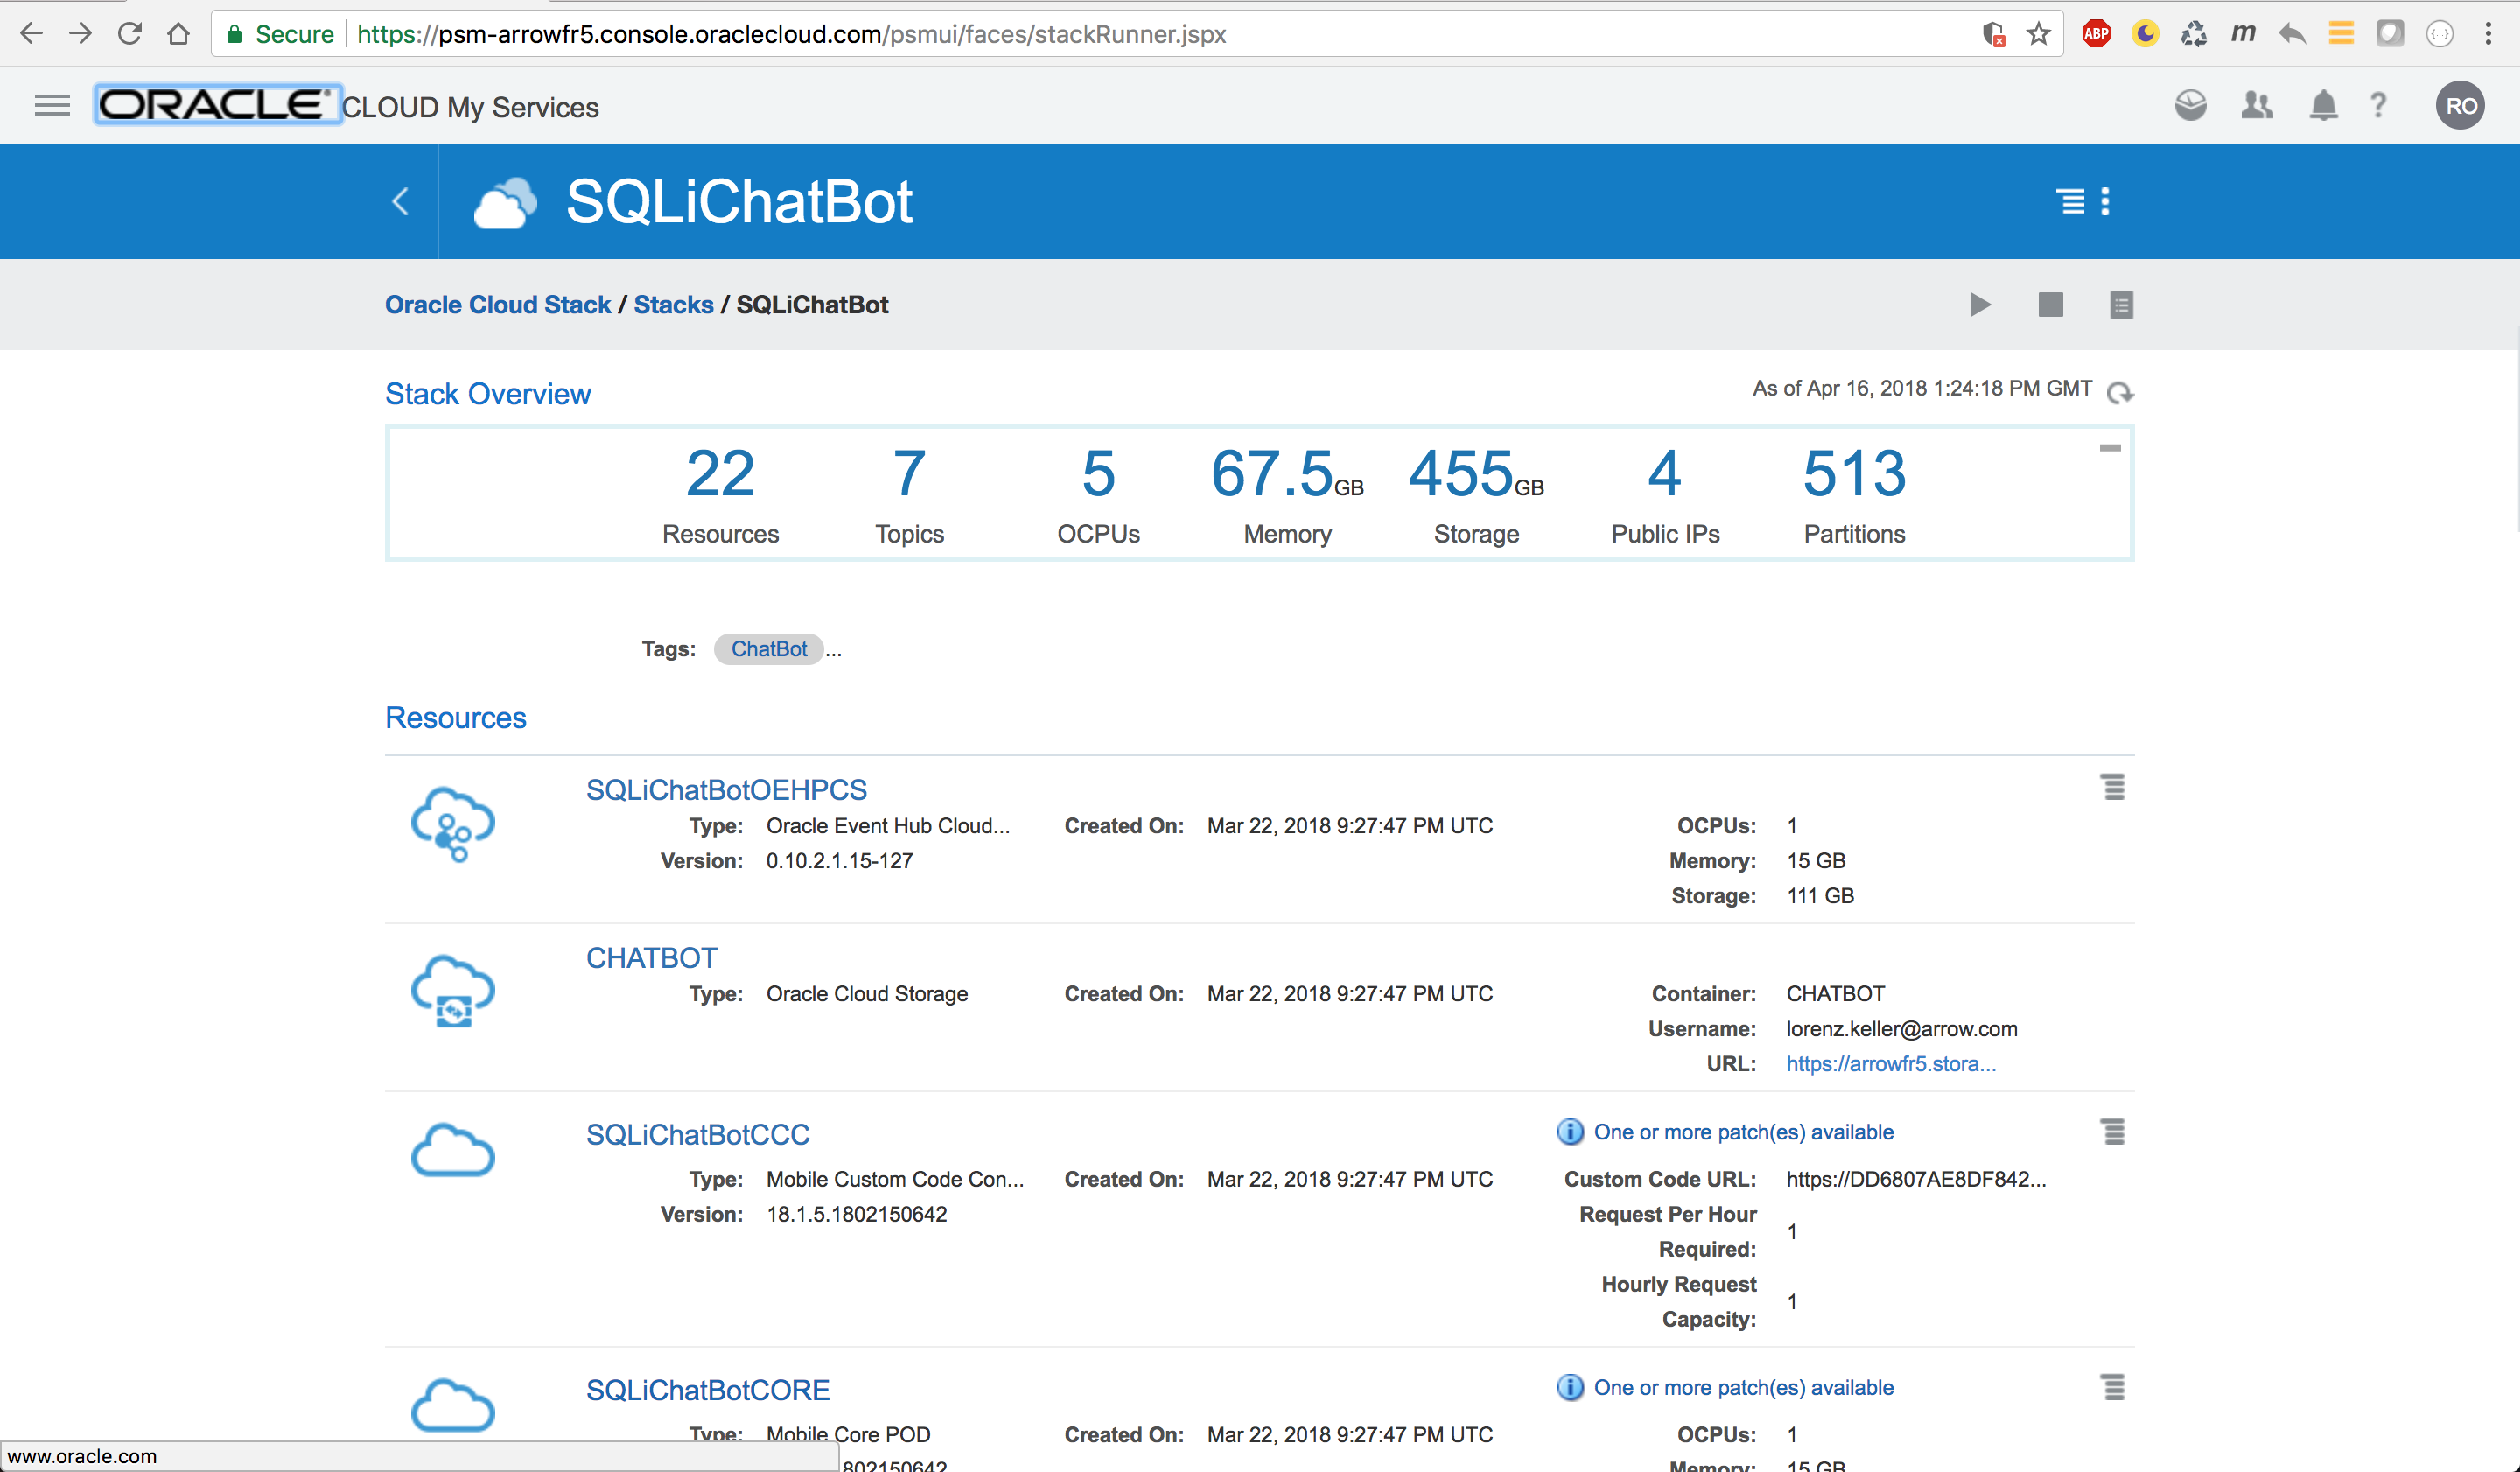 Secure https://psm-arrowfr5.console.oraclecloud.com/psmui/faces/stackRunner.jspx
ABP
m
{...}
ORACLE® CLOUD My Services
?
RO
SQLiChatBot
Oracle Cloud Stack / Stacks / SQLiChatBot
Stack Overview
As of Apr 16, 2018 1:24:18 PM GMT
22 7 5 67.5GB 455GB 4 513
Resources Topics OCPUs Memory Storage Public IPs Partitions
Tags: ChatBot ...
Resources
SQLiChatBotOEHPCS
Type: Oracle Event Hub Cloud... Created On: Mar 22, 2018 9:27:47 PM UTC OCPUs: 1
Version: 0.10.2.1.15-127 Memory: 15 GB
Storage: 111 GB
CHATBOT
Type: Oracle Cloud Storage Created On: Mar 22, 2018 9:27:47 PM UTC Container: CHATBOT
Username: lorenz.keller@arrow.com
URL: https://arrowfr5.stora...
SQLiChatBotCCC
One or more patch(es) available
Type: Mobile Custom Code Con... Created On: Mar 22, 2018 9:27:47 PM UTC Custom Code URL: https://DD6807AE8DF842...
Version: 18.1.5.1802150642 Request Per Hour
Required: 1
Hourly Request
Capacity: 1
SQLiChatBotCORE
One or more patch(es) available
Type: Mobile Core POD Created On: Mar 22, 2018 9:27:47 PM UTC OCPUs: 1
802150642 Memory: 15 GB
www.oracle.com